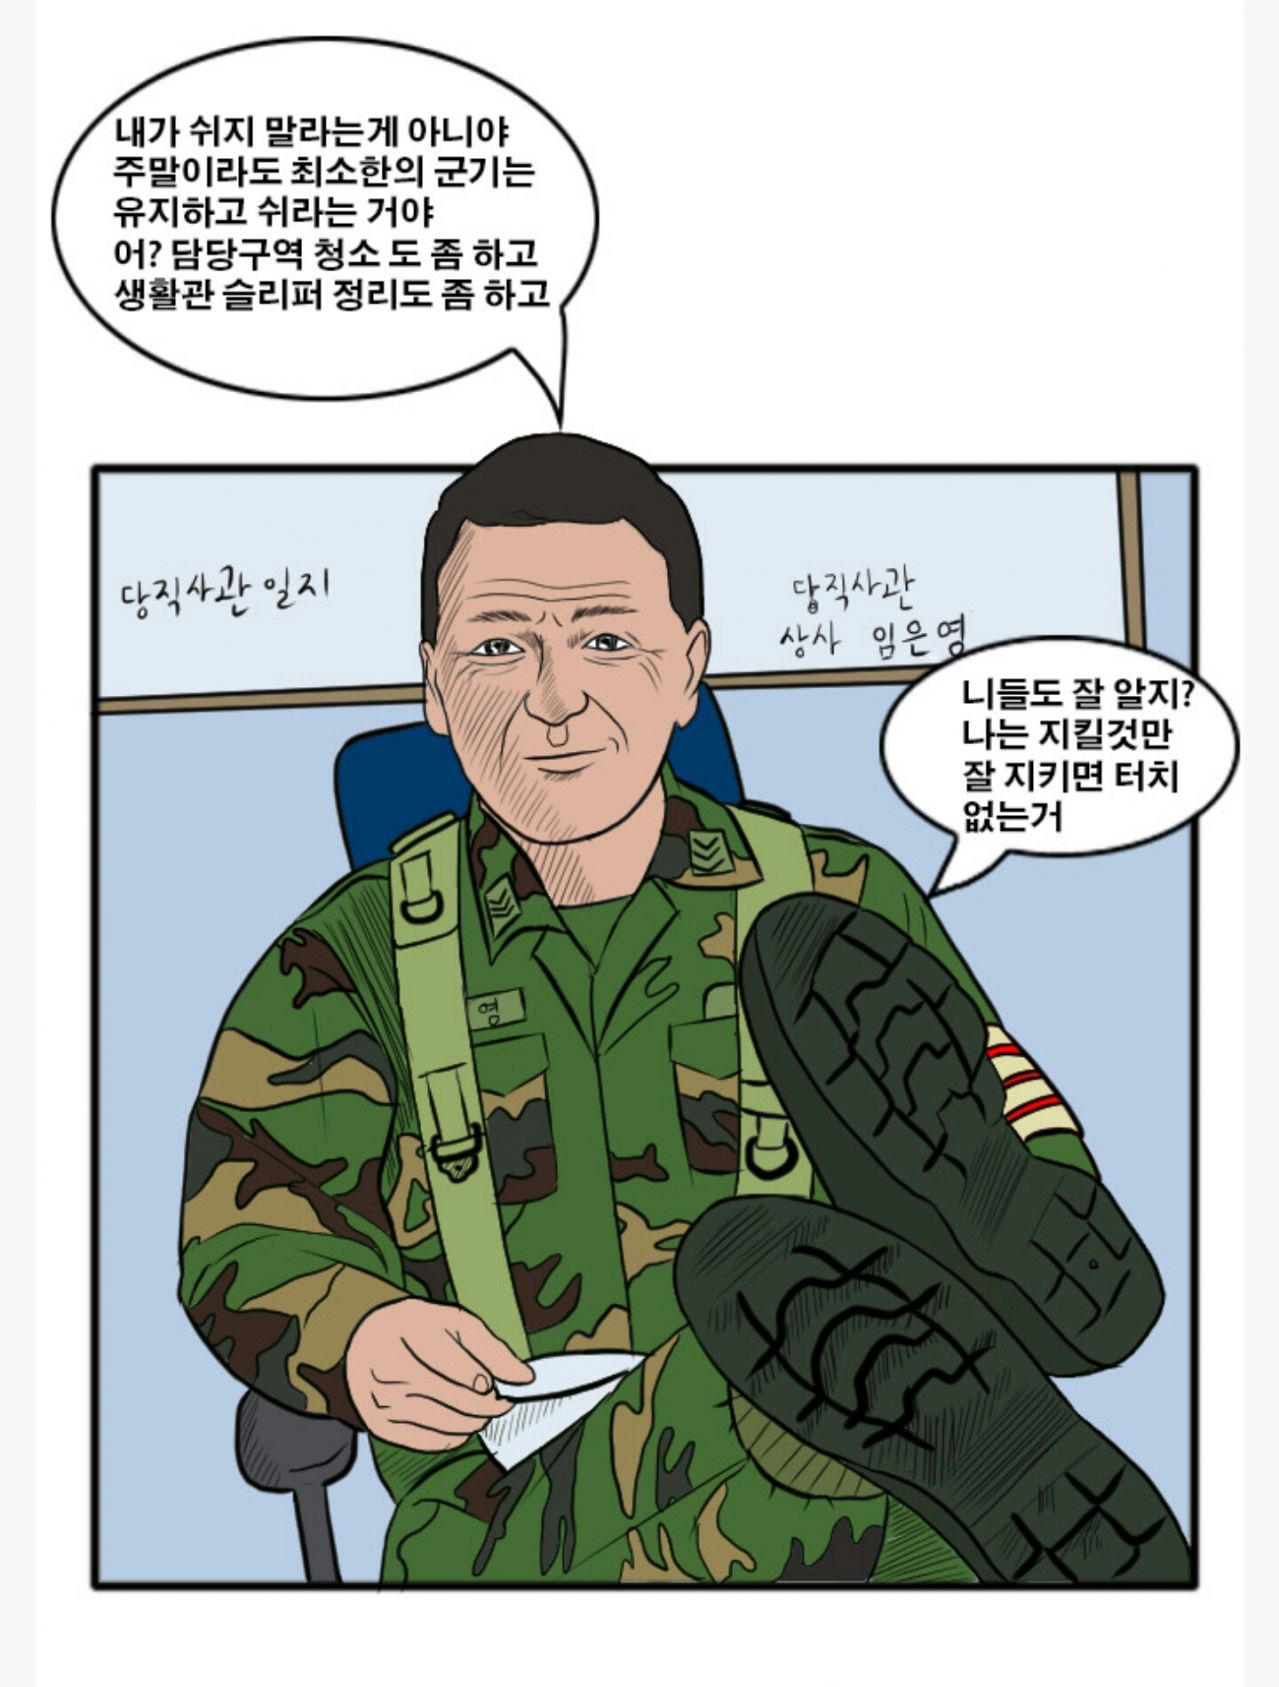 내가 쉬지 말라는게 아니야
주말이라도 최소한의 군기는
유지하고 쉬라는 거야
어? 담당구역 청소 도 좀 하고
생활관 슬리퍼 정리도 좀 하고
당직사관 일지
당직사관
상사 임은영
니들도 잘 알지?
나는 지킬것만
잘 지키면 터치
없는거
영